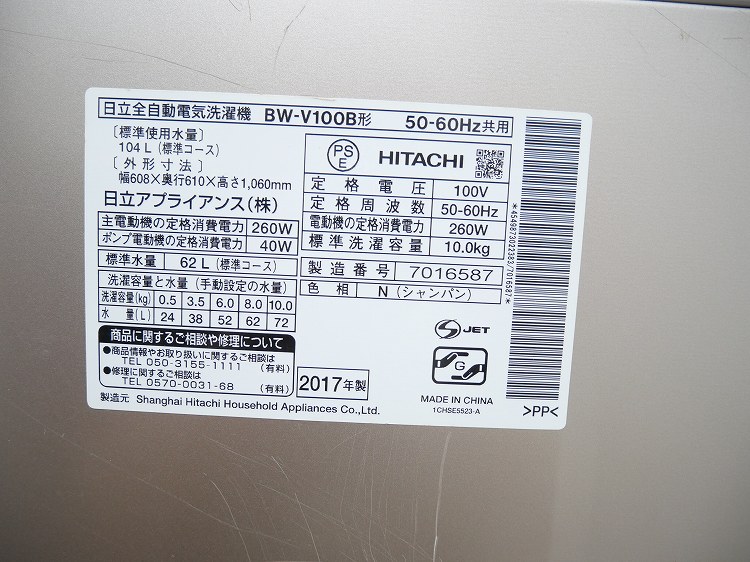 日立全自動電気洗濯機 BW-V100B形 50-60Hz共用
〔標準使用水量〕
104 L (標準コース)
〔外形寸法〕
幅608×奥行610×高さ1,060mm
日立アプライアンス(株)
主電動機の定格消費電力 260W
ポンプ電動機の定格消費電力 40W
標準水量 62 L (標準コース)
洗濯容量と水量 (手動設定の水量)
洗濯容量(kg) 0.5 3.5 6.0 8.0 10.0
水量(L) 24 38 52 62 72
商品に関するご相談や修理について
●商品情報やお取り扱いに関するご相談は
TEL 050-3155-1111 (有料)
●修理に関するご相談は
TEL 0570-0031-68 (有料)
製造元 Shanghai Hitachi Household Appliances Co.,Ltd.
PS
E
HITACHI
定格電圧 100V
定格周波数 50-60Hz
電動機の定格消費電力 260W
標準洗濯容量 10.0kg
製造番号 7016587
色相 N (シャンパン)
S JET
G
2017年製
MADE IN CHINA
1CHSE5523-A
*4549873022383/7016587*
>PP<